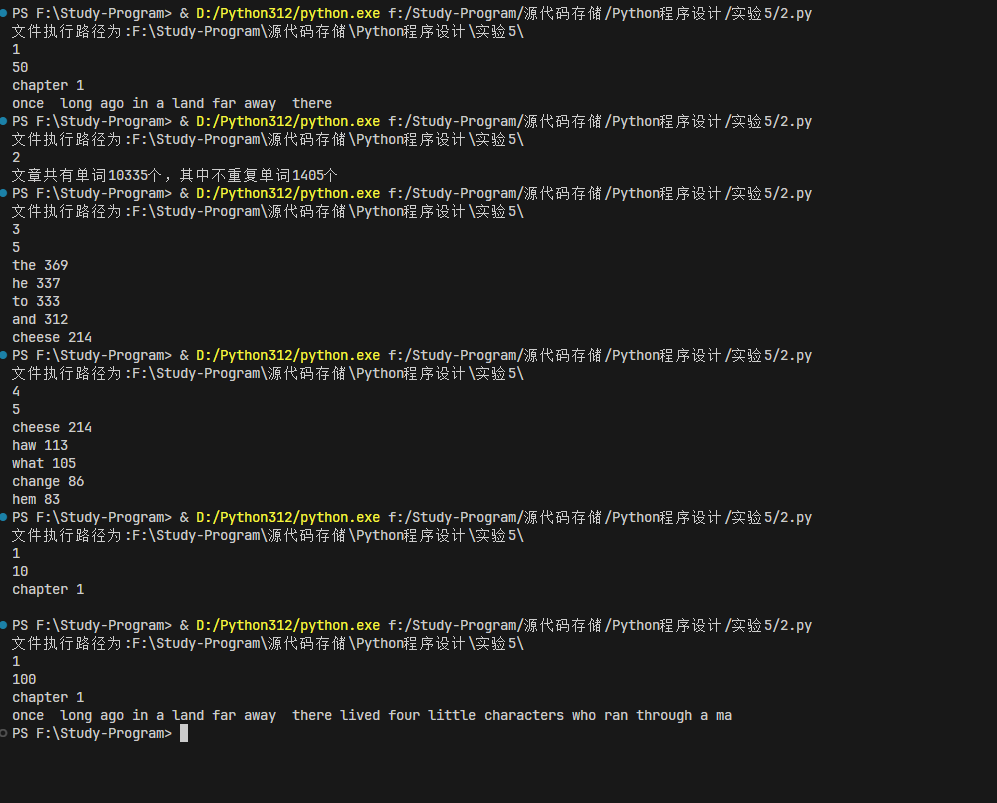 PS F:\Study-Program> & D:/Python312/python.exe f:/Study-Program/源代码存储/Python程序设计/实验5/2.py
文件执行路径为:F:\Study-Program\源代码存储\Python程序设计\实验5\
1
50
chapter 1
once  long ago in a land far away  there
PS F:\Study-Program> & D:/Python312/python.exe f:/Study-Program/源代码存储/Python程序设计/实验5/2.py
文件执行路径为:F:\Study-Program\源代码存储\Python程序设计\实验5\
2
文章共有单词10335个，其中不重复单词1405个
PS F:\Study-Program> & D:/Python312/python.exe f:/Study-Program/源代码存储/Python程序设计/实验5/2.py
文件执行路径为:F:\Study-Program\源代码存储\Python程序设计\实验5\
3
5
the 369
he 337
to 333
and 312
cheese 214
PS F:\Study-Program> & D:/Python312/python.exe f:/Study-Program/源代码存储/Python程序设计/实验5/2.py
文件执行路径为:F:\Study-Program\源代码存储\Python程序设计\实验5\
4
5
cheese 214
haw 113
what 105
change 86
hem 83
PS F:\Study-Program> & D:/Python312/python.exe f:/Study-Program/源代码存储/Python程序设计/实验5/2.py
文件执行路径为:F:\Study-Program\源代码存储\Python程序设计\实验5\
1
10
chapter 1
PS F:\Study-Program> & D:/Python312/python.exe f:/Study-Program/源代码存储/Python程序设计/实验5/2.py
文件执行路径为:F:\Study-Program\源代码存储\Python程序设计\实验5\
1
100
chapter 1
once  long ago in a land far away  there lived four little characters who ran through a ma
PS F:\Study-Program>